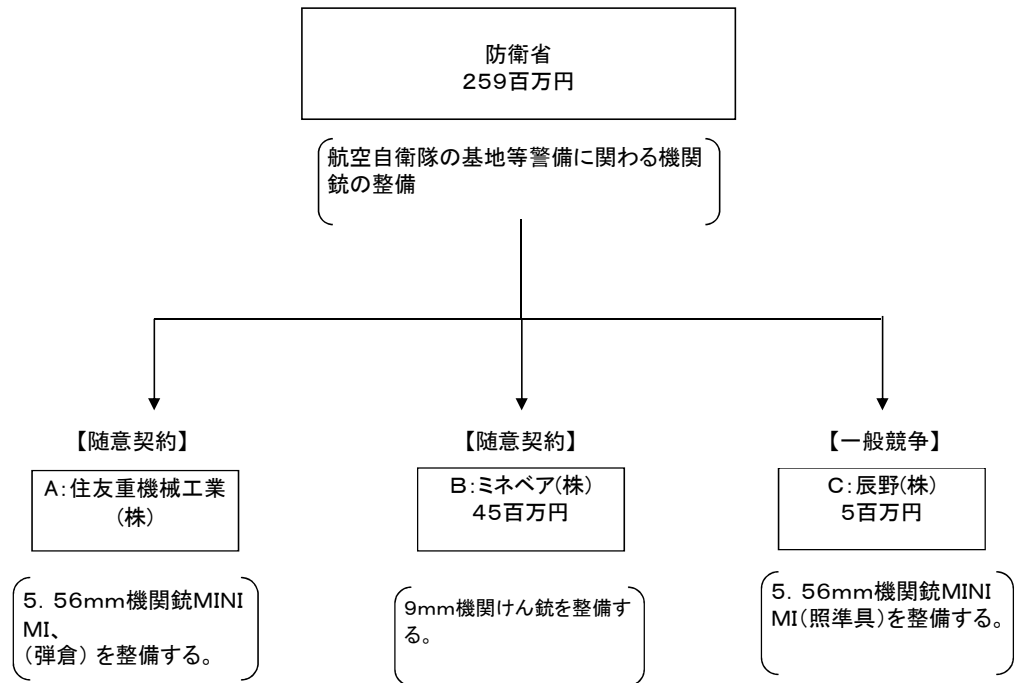 防衛省
259百万円
航空自衛隊の基地等警備に関わる機関
銃の整備
【随意契約】
【随意契約】
【一般競争】
A:住友重機械工業
(株)
B:ミネベア(株)
45百万円
C:辰野(株)
5百万円
5．56mm機関銃MINI
MI、
(弾倉) を整備する。
9mm機関けん銃を整備す
る。
5．56mm機関銃MINI
MI(照準具)を整備する。